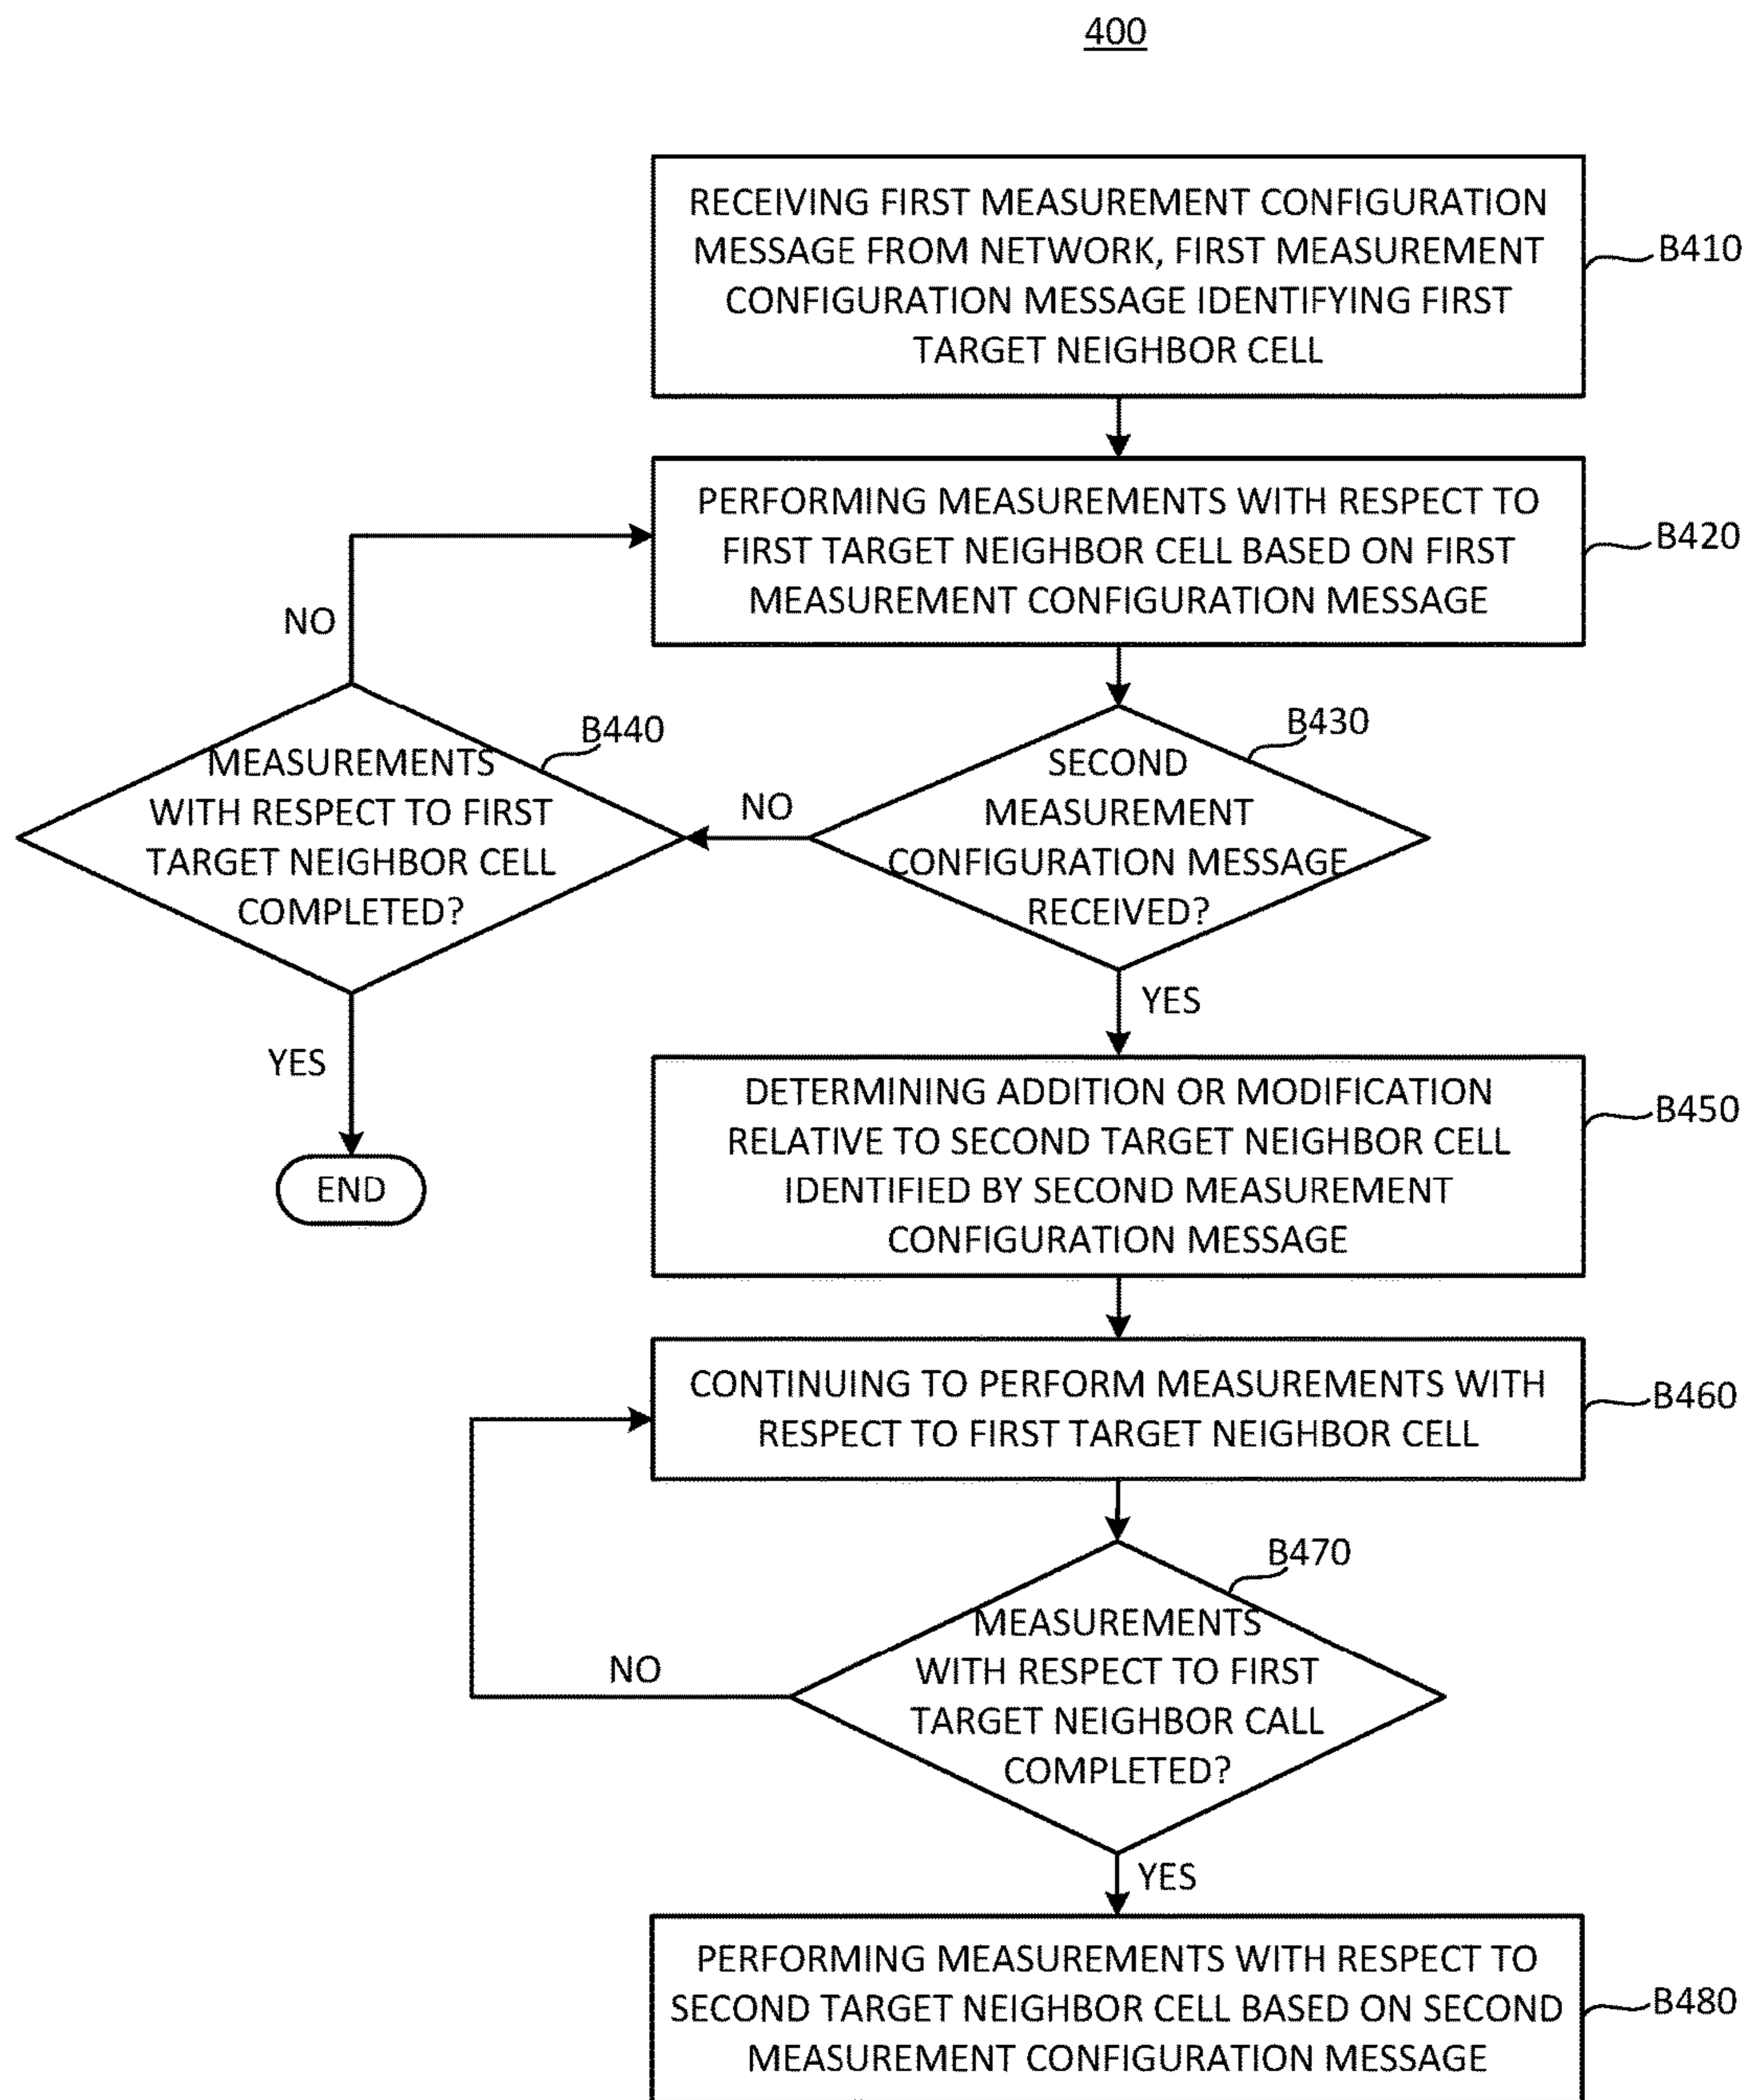 400
RECEIVING FIRST MEASUREMENT CONFIGURATION
MESSAGE FROM NETWORK, FIRST MEASUREMENT
CONFIGURATION MESSAGE IDENTIFYING FIRST
TARGET NEIGHBOR CELL
B410
PERFORMING MEASUREMENTS WITH RESPECT TO
FIRST TARGET NEIGHBOR CELL BASED ON FIRST
MEASUREMENT CONFIGURATION MESSAGE
B420
NO
B440
MEASUREMENTS
WITH RESPECT TO FIRST
TARGET NEIGHBOR CELL
COMPLETED?
NO
B430
SECOND
MEASUREMENT
CONFIGURATION MESSAGE
RECEIVED?
YES
YES
END
DETERMINING ADDITION OR MODIFICATION
RELATIVE TO SECOND TARGET NEIGHBOR CELL
IDENTIFIED BY SECOND MEASUREMENT
CONFIGURATION MESSAGE
B450
CONTINUING TO PERFORM MEASUREMENTS WITH
RESPECT TO FIRST TARGET NEIGHBOR CELL
B460
B470
MEASUREMENTS
WITH RESPECT TO FIRST
TARGET NEIGHBOR CALL
COMPLETED?
NO
YES
PERFORMING MEASUREMENTS WITH RESPECT TO
SECOND TARGET NEIGHBOR CELL BASED ON SECOND
MEASUREMENT CONFIGURATION MESSAGE
B480